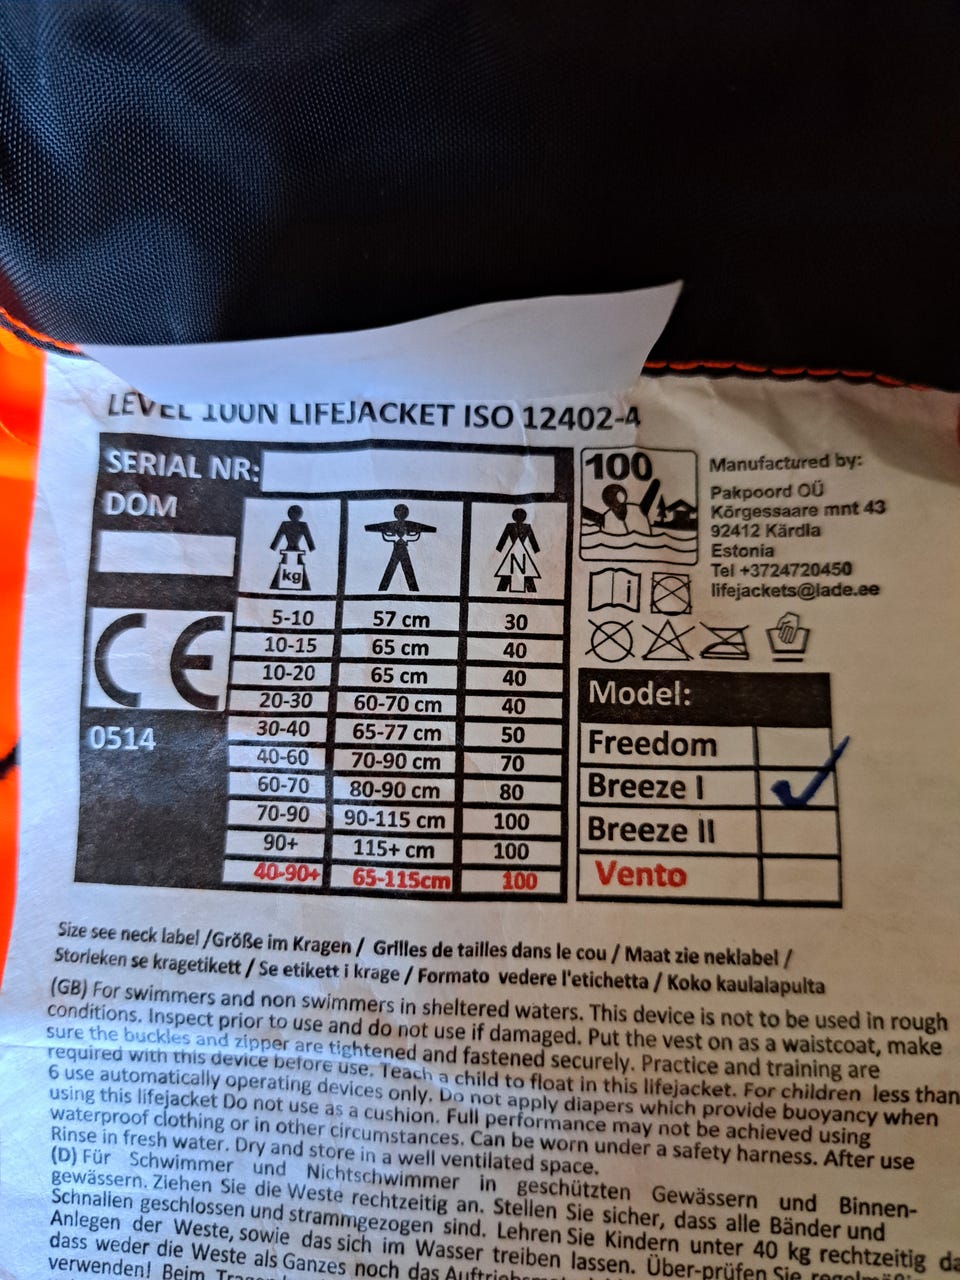 LEVEL 100N LIFEJACKET ISO 12402-4
SERIAL NR:
DOM
kg
N
5-10 57 cm 30
10-15 65 cm 40
10-20 65 cm 40
20-30 60-70 cm 40
30-40 65-77 cm 50
40-60 70-90 cm 70
60-70 80-90 cm 80
70-90 90-115 cm 100
90+ 115+ cm 100
40-90+ 65-115cm 100
CE
0514
100
Manufactured by:
Pakpoord OÜ
Kõrgessaare mnt 43
92412 Kärdla
Estonia
Tel +3724720450
lifejackets@lade.ee
i
Model:
Freedom
Breeze I
Breeze II
Vento
Size see neck label /Größe im Kragen / Grilles de tailles dans le cou / Maat zie neklabel /
Storleken se kragetikett / Se etikett i krage / Formato vedere l'etichetta / Koko kaulalapulta
(GB) For swimmers and non swimmers in sheltered waters. This device is not to be used in rough
conditions. Inspect prior to use and do not use if damaged. Put the vest on as a waistcoat, make
sure the buckles and zipper are tightened and fastened securely. Practice and training are
required with this device before use. Teach a child to float in this lifejacket. For children less than
6 use automatically operating devices only. Do not apply diapers which provide buoyancy when
using this lifejacket Do not use as a cushion. Full performance may not be achieved using
waterproof clothing or in other circumstances. Can be worn under a safety harness. After use
Rinse in fresh water. Dry and store in a well ventilated space.
(D) Für Schwimmer und Nichtschwimmer in geschützten Gewässern und Binnen-
gewässern. Ziehen Sie die Weste rechtzeitig an. Stellen Sie sicher, dass alle Bänder und
Schnallen geschlossen und strammgezogen sind. Lehren Sie Kindern unter 40 kg rechtzeitig
Anlegen der Weste, sowie das sich im Wasser treiben lassen. Über-prüfen Sie
dass weder die Weste als Ganzes noch das
verwenden! Beim